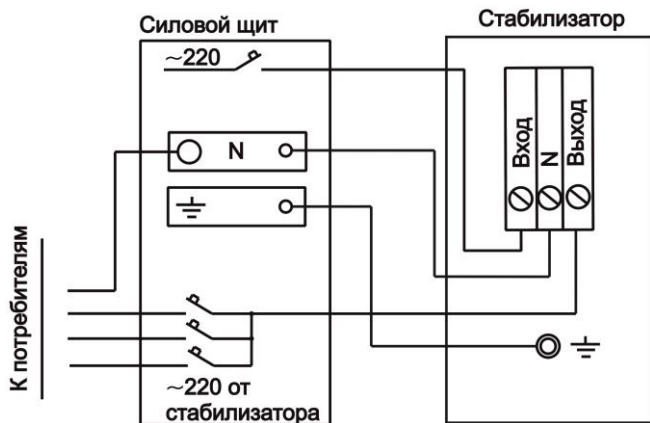 Силовой щит
Стабилизатор
~220
N
Вход
N
Выход
К потребителям
~220 от
стабилизатора